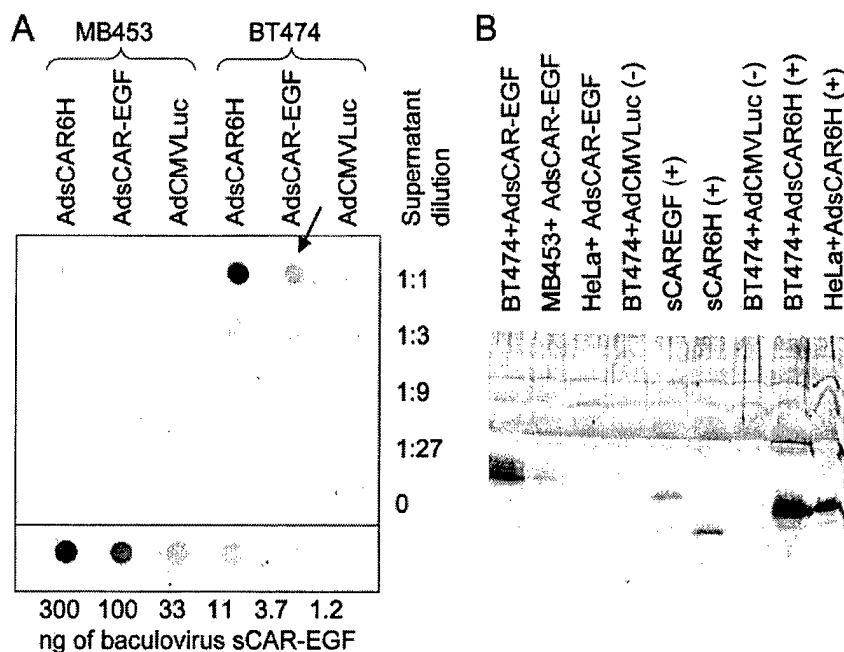 A
MB453
BT474
AdsCAR6H
AdsCAR-EGF
AdCMVLuc
AdsCAR6H
AdsCAR-EGF
AdCMVLuc
Supernatant
dilution
1:1
1:3
1:9
1:27
0
300 100 33 11 3.7 1.2
ng of baculovirus sCAR-EGF
B
BT474+AdsCAR-EGF
MB453+ AdsCAR-EGF
HeLa+ AdsCAR-EGF
BT474+AdCMVLuc (-)
sCAREGF (+)
sCAR6H (+)
BT474+AdCMVLuc (-)
BT474+AdsCAR6H (+)
HeLa+AdsCAR6H (+)